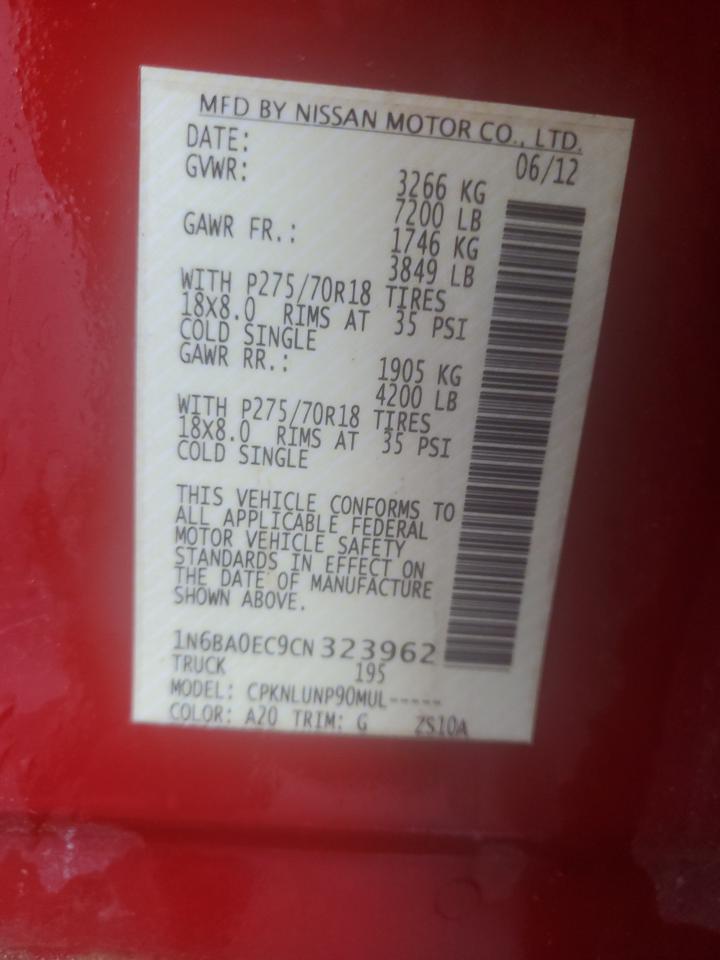 MFD BY NISSAN MOTOR CO., LTD.
DATE: 06/12
GVWR: 3266 KG
7200 LB
GAWR FR.: 1746 KG
3849 LB
WITH P275/70R18 TIRES
18X8.0 RIMS AT 35 PSI
COLD SINGLE
GAWR RR.: 1905 KG
4200 LB
WITH P275/70R18 TIRES
18X8.0 RIMS AT 35 PSI
COLD SINGLE
THIS VEHICLE CONFORMS TO
ALL APPLICABLE FEDERAL
MOTOR VEHICLE SAFETY
STANDARDS IN EFFECT ON
THE DATE OF MANUFACTURE
SHOWN ABOVE.
1N6BA0EC9CN323962
TRUCK 195
MODEL: CPKNLUNP90MUL-----
COLOR: A20 TRIM: G ZS10A